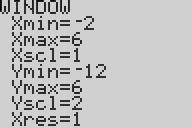 WINDOW
Xmin=-2
Xmax=6
Xscl=1
Ymin=-12
Ymax=6
Yscl=2
Xres=1